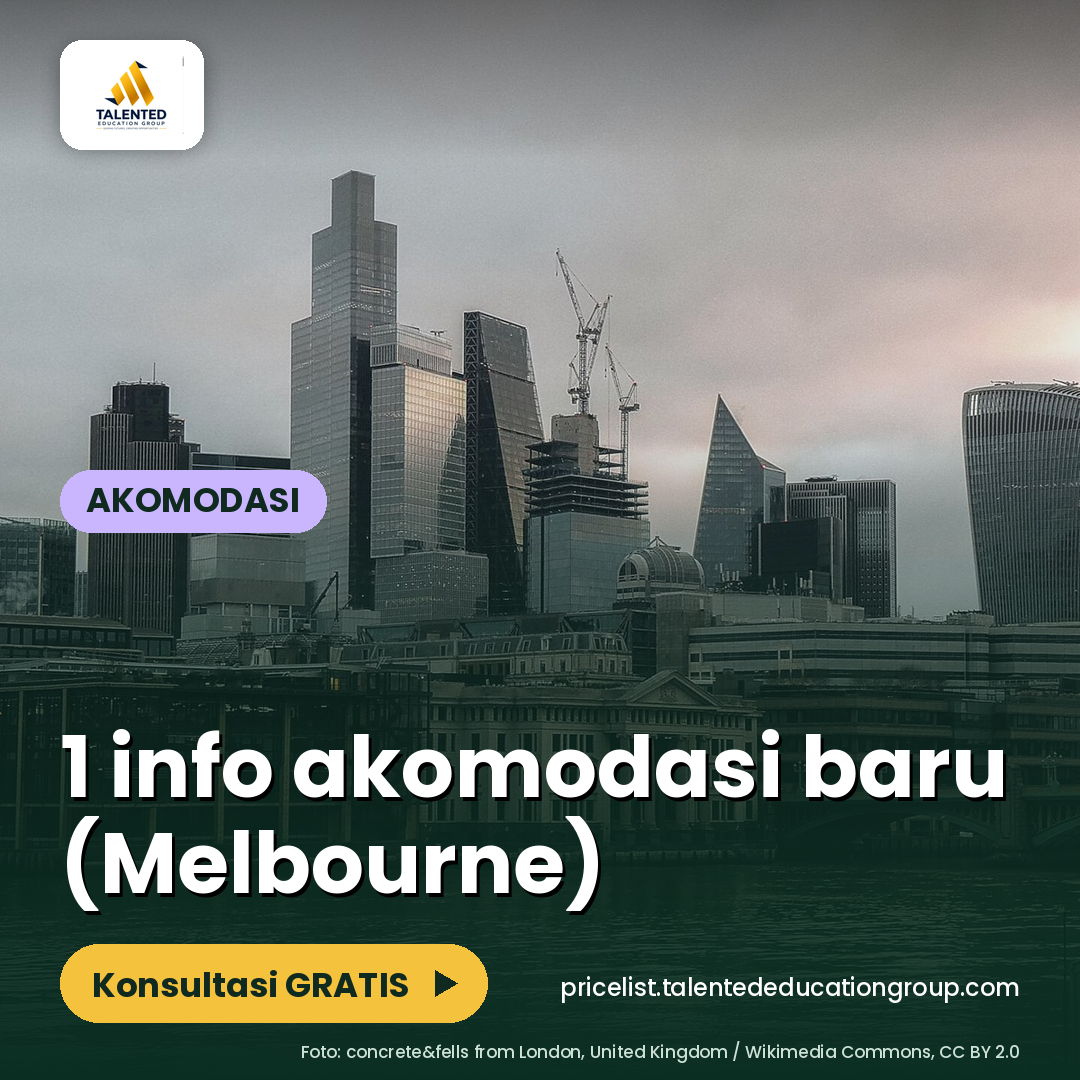 TALENTED
EDUCATION GROUP
AKOMODASI
1 info akomodasi baru
(Melbourne)
Konsultasi GRATIS
pricelist.talentededucationgroup.com
Foto: concrete&fells from London, United Kingdom / Wikimedia Commons, CC BY 2.0